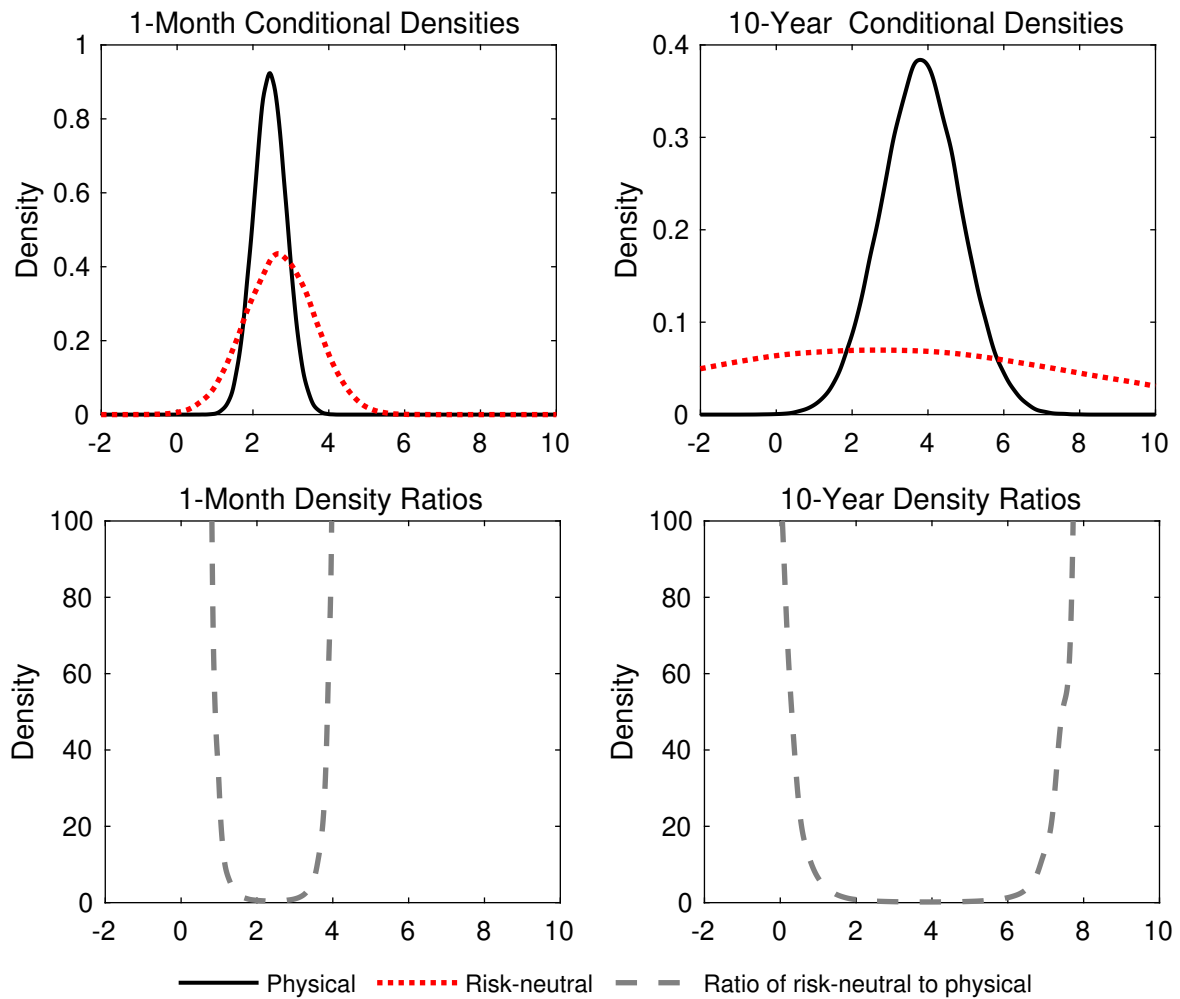 1-Month Conditional Densities
Density
1
0.8
0.6
0.4
0.2
0
-2 0 2 4 6 8 10
10-Year  Conditional Densities
Density
0.4
0.3
0.2
0.1
0
-2 0 2 4 6 8 10
1-Month Density Ratios
Density
100
80
60
40
20
0
-2 0 2 4 6 8 10
10-Year Density Ratios
Density
100
80
60
40
20
0
-2 0 2 4 6 8 10
Physical Risk-neutral Ratio of risk-neutral to physical